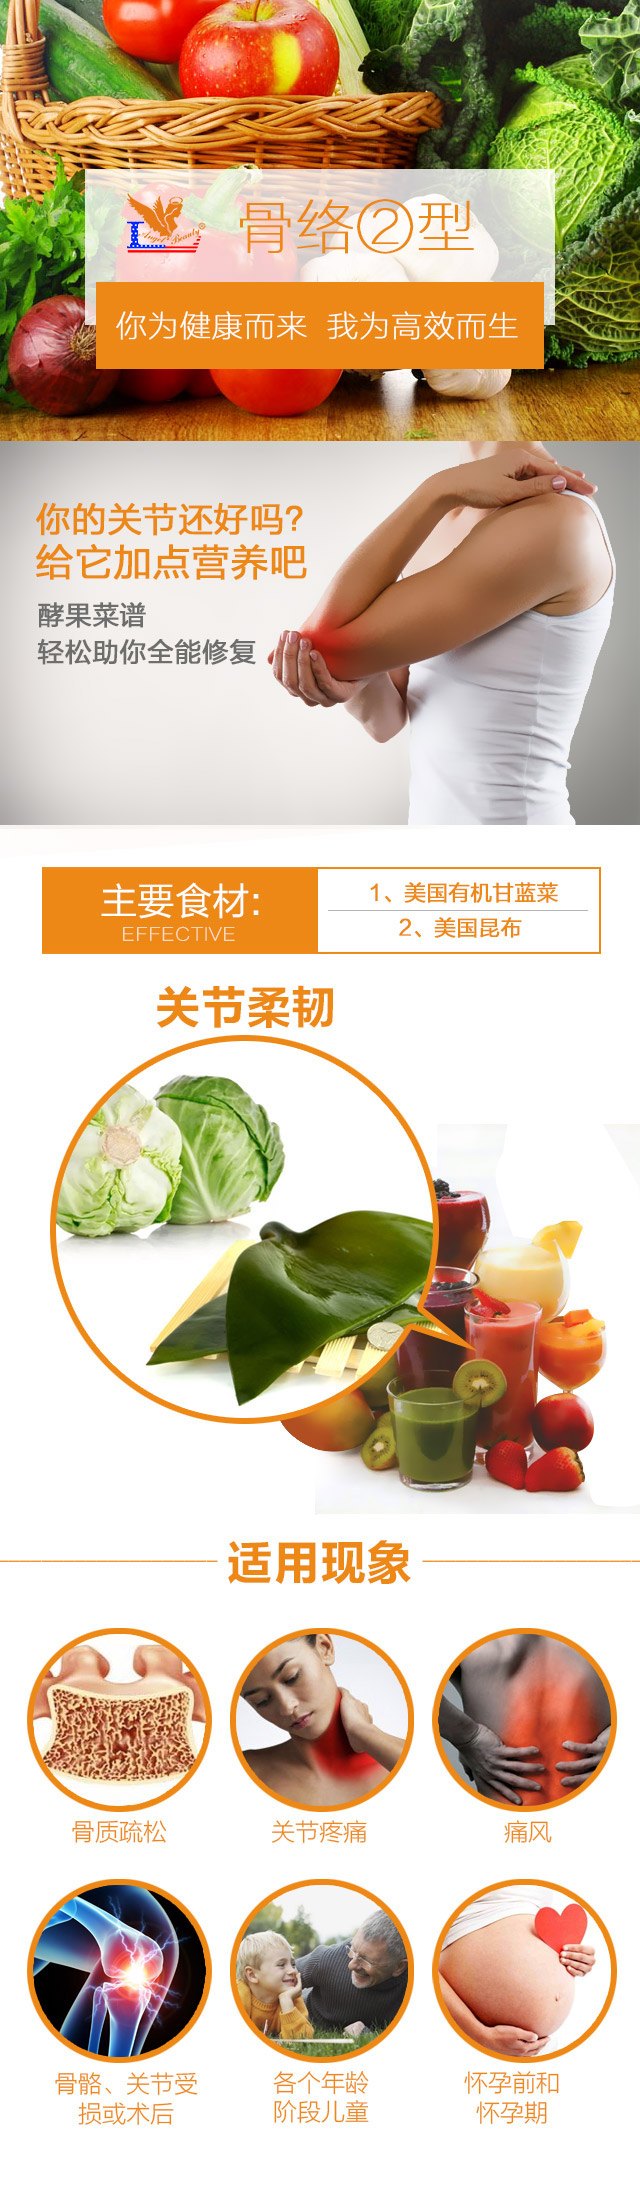 Angel's Beauty®
骨络②型
你为健康而来 我为高效而生
你的关节还好吗?
给它加点营养吧
酵果菜谱
轻松助你全能修复
主要食材:
EFFECTIVE
1、美国有机甘蓝菜
2、美国昆布
关节柔韧
适用现象
骨质疏松
关节疼痛
痛风
骨骼、关节受
损或术后
各个年龄
阶段儿童
怀孕前和
怀孕期